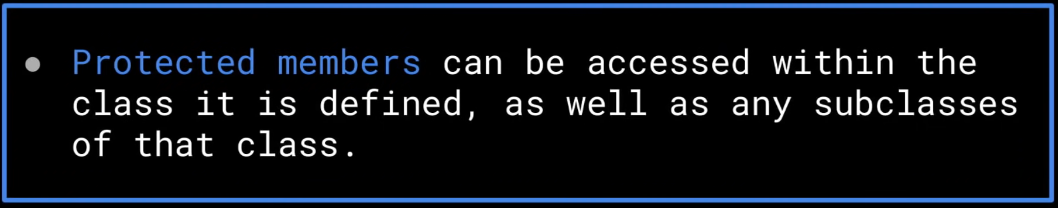 ● Protected members can be accessed within the
class it is defined, as well as any subclasses
of that class.